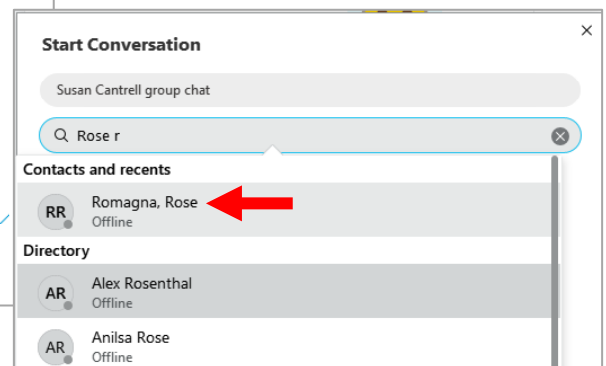 Start Conversation
Susan Cantrell group chat
Rose r
Contacts and recents
RR
Romagna, Rose
Offline
Directory
AR
Alex Rosenthal
Offline
AR
Anilsa Rose
Offline